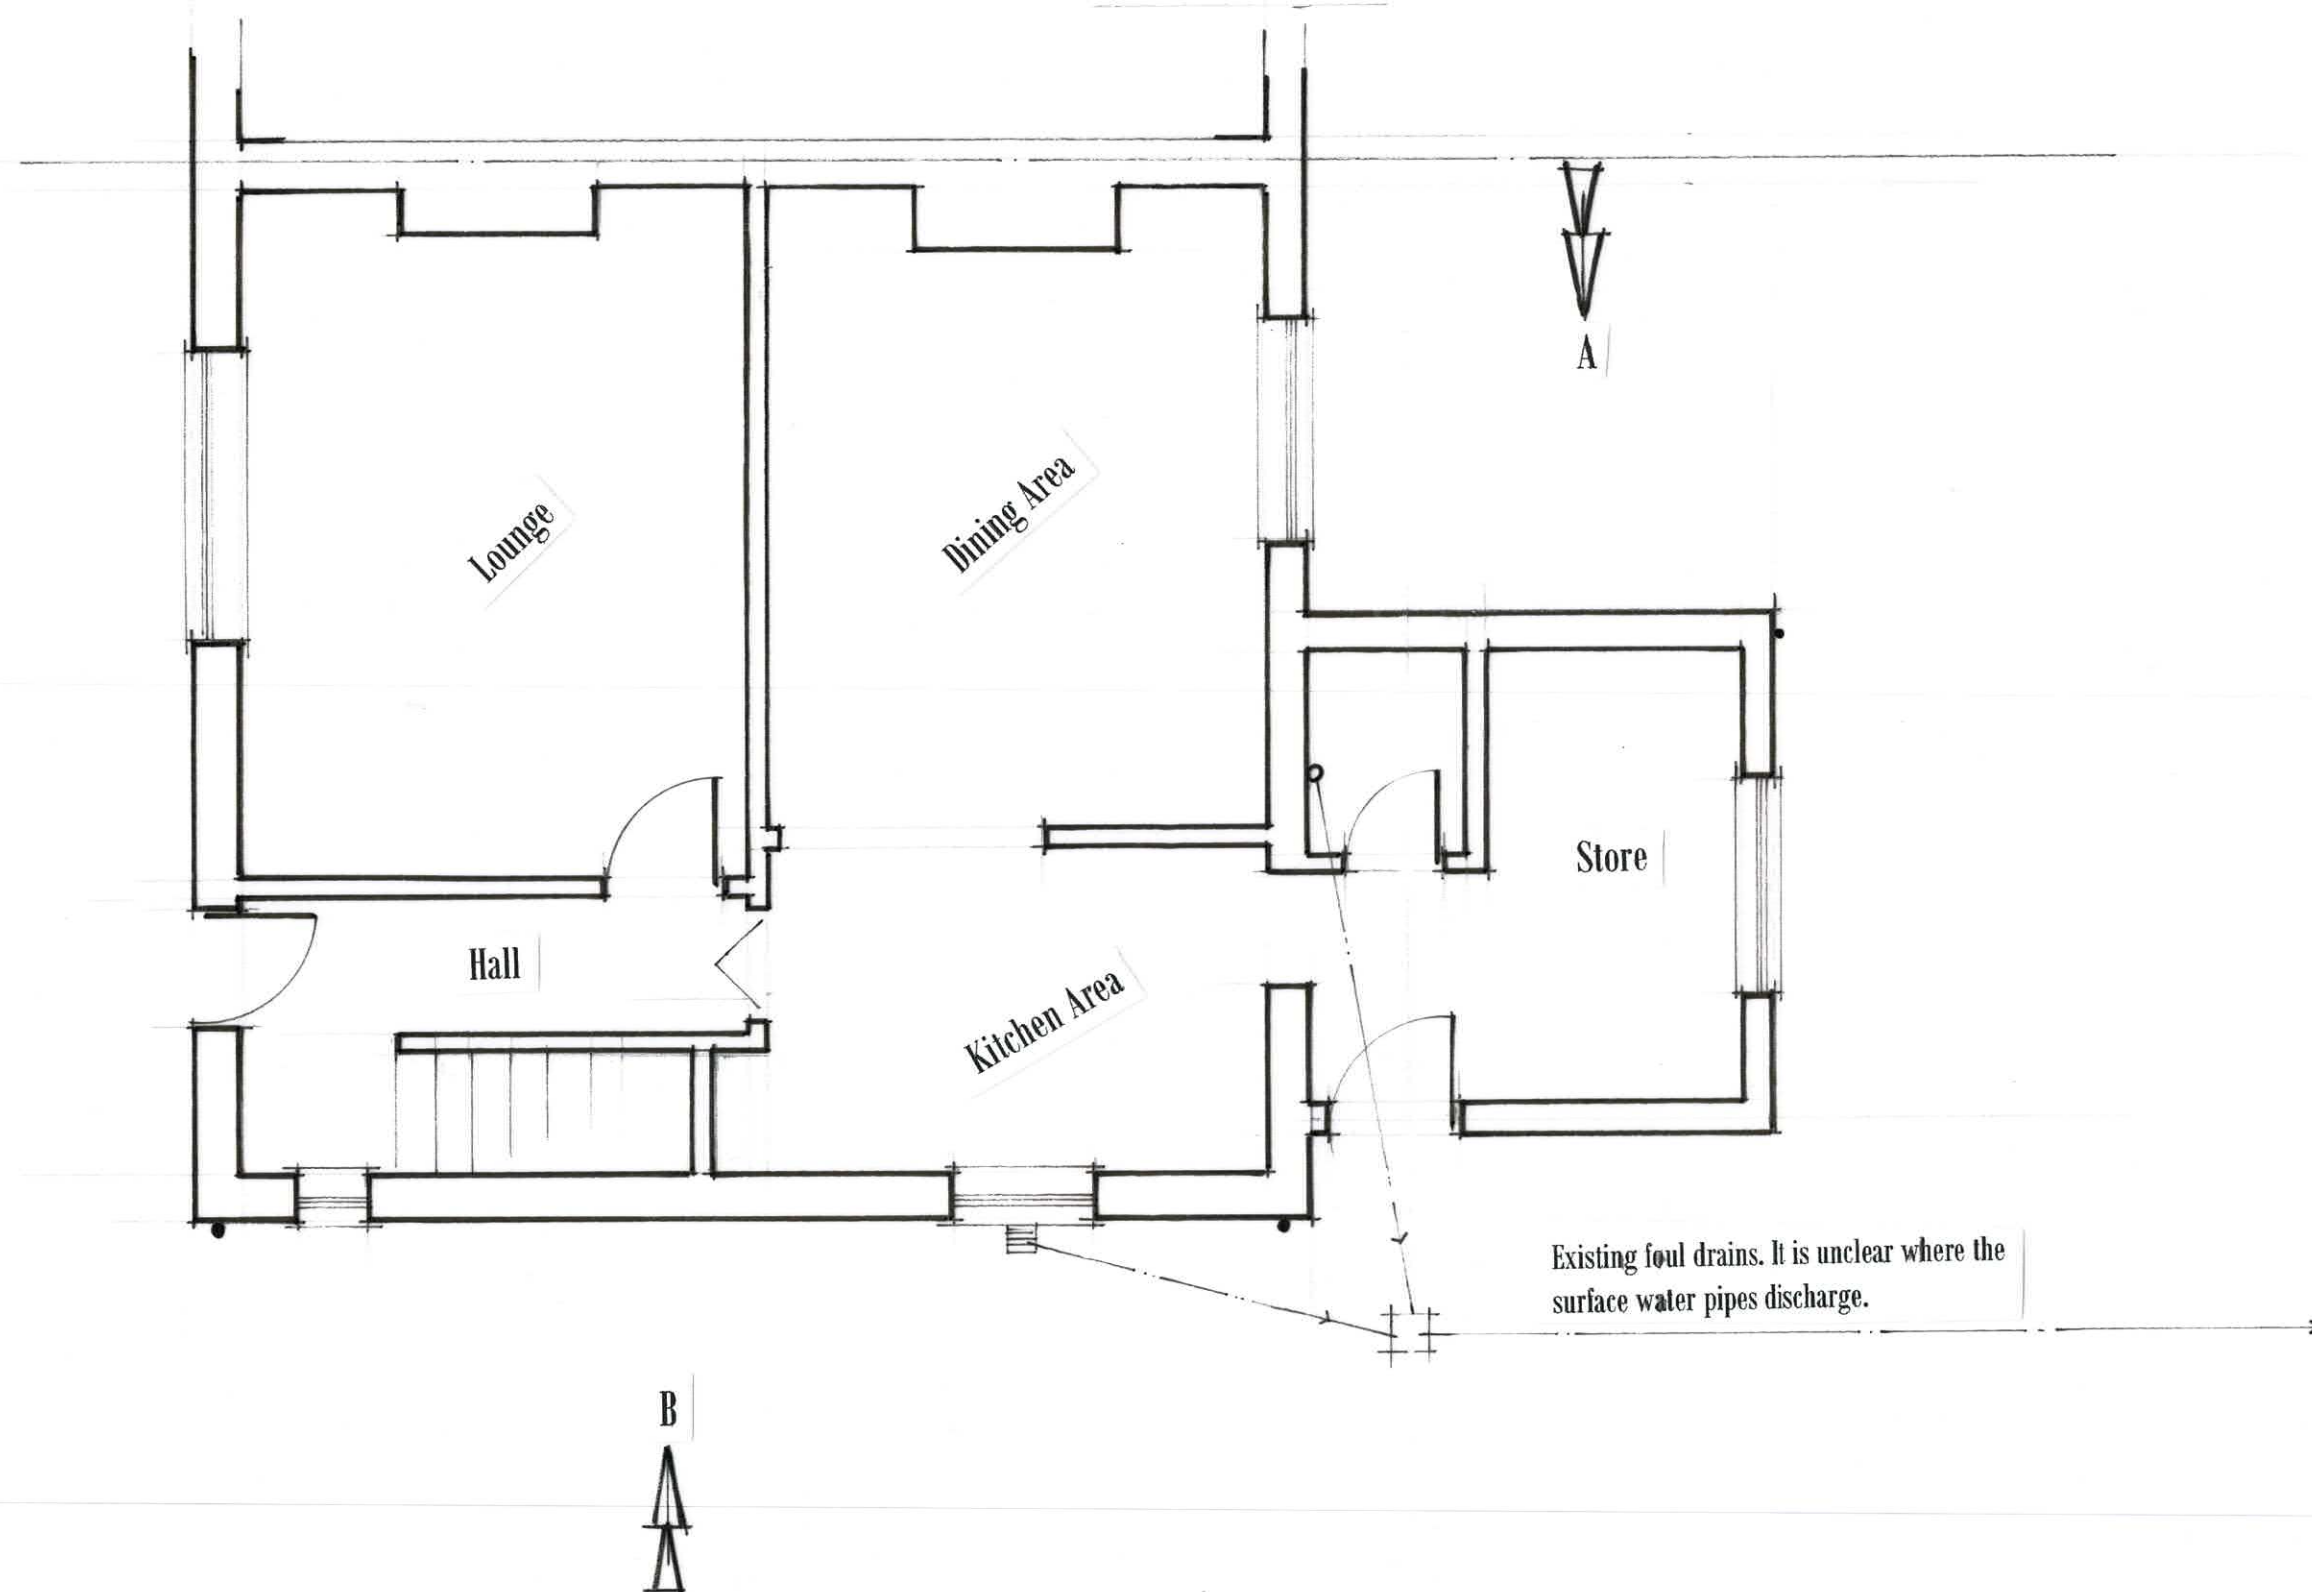 A
Lounge
Dining Area
Store
Hall
Kitchen Area
Existing foul drains. It is unclear where the
surface water pipes discharge.
B